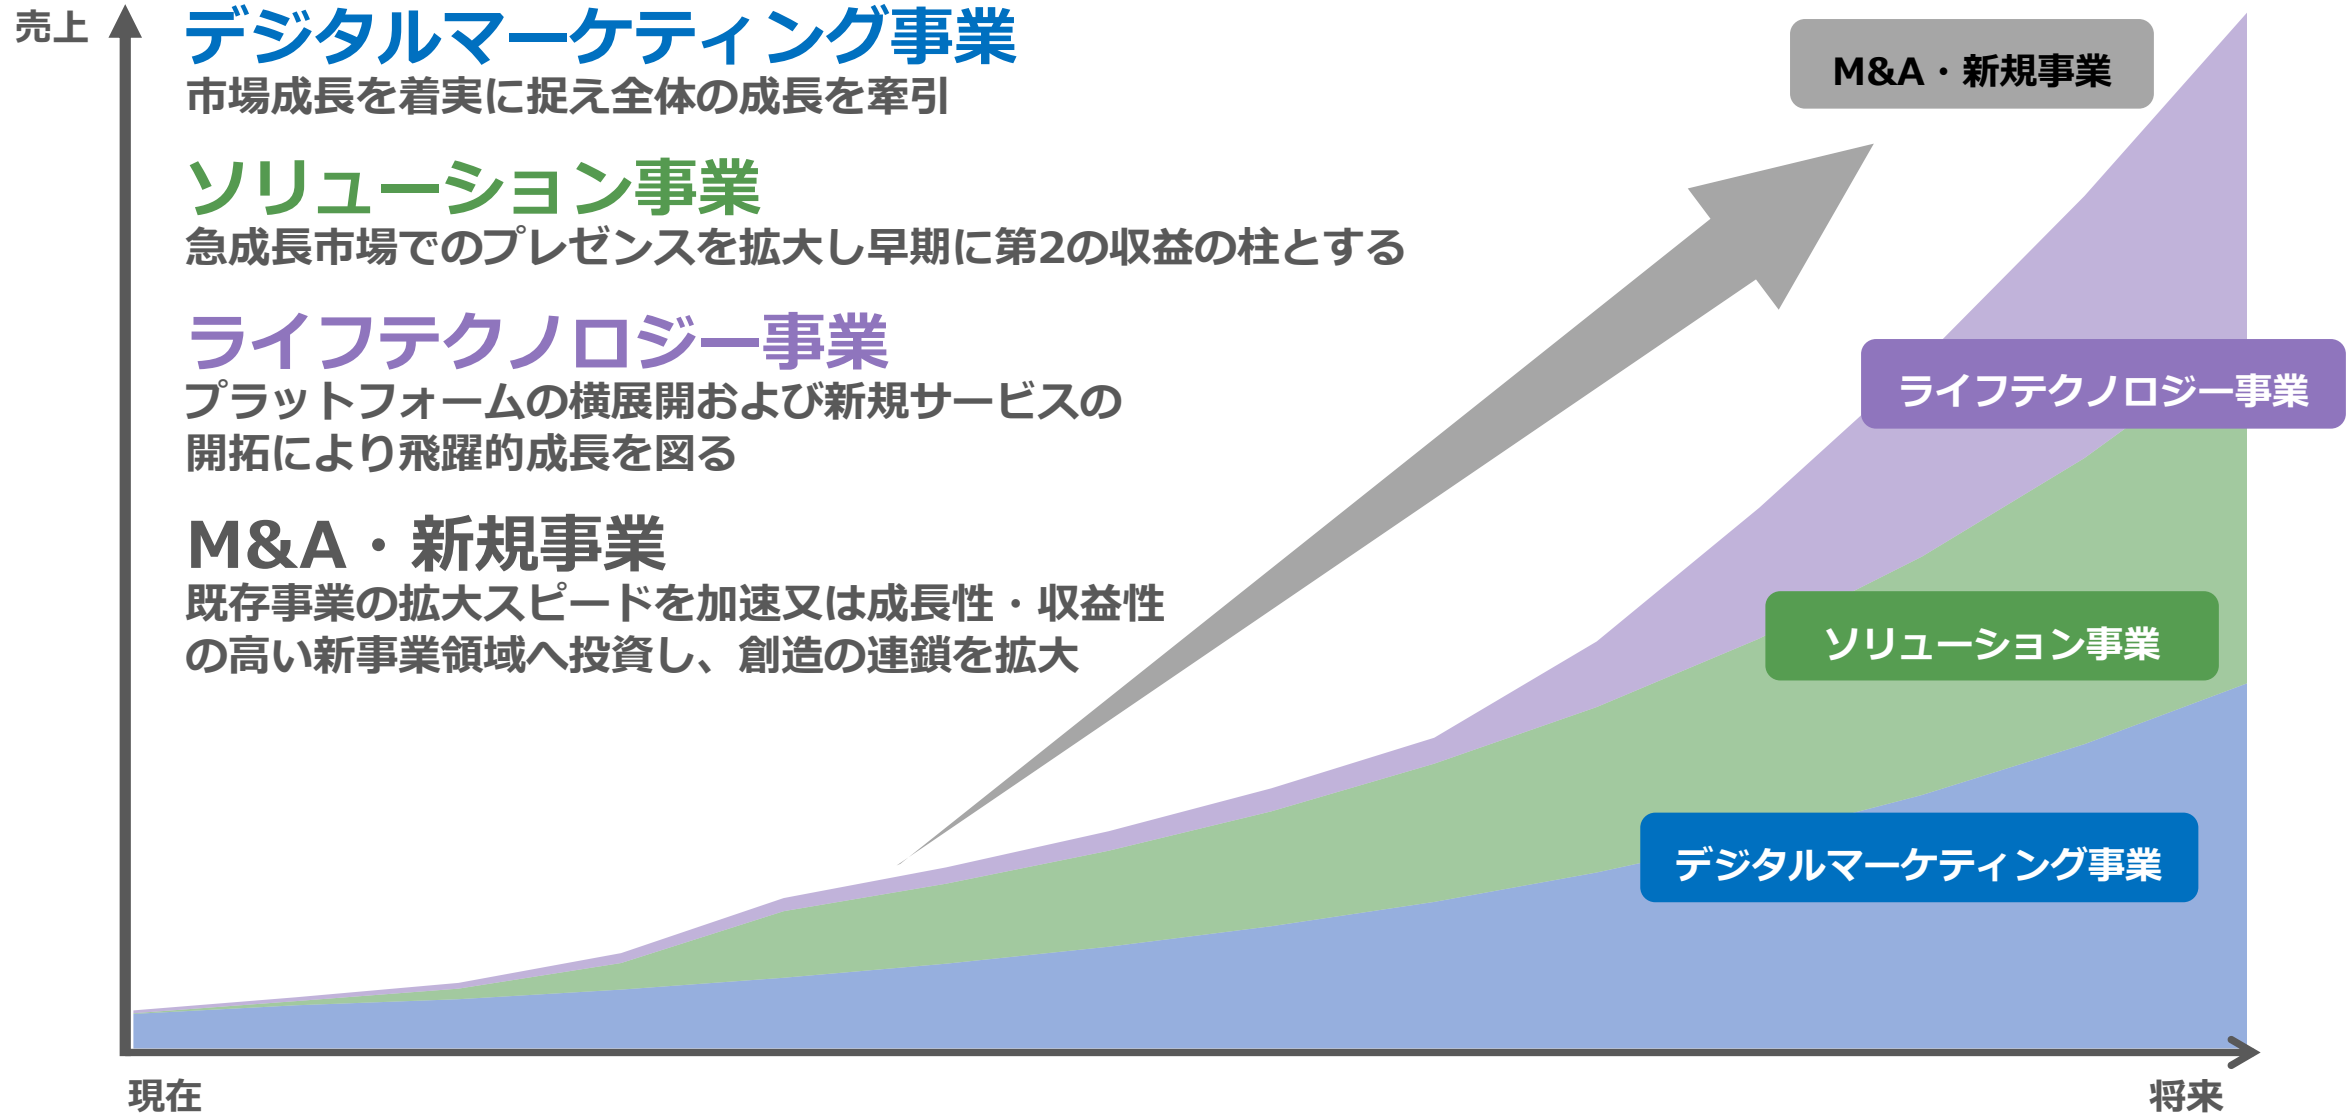 売上
デジタルマーケティング事業
市場成長を着実に捉え全体の成長を牽引
ソリューション事業
急成長市場でのプレゼンスを拡大し早期に第2の収益の柱とする
ライフテクノロジー事業
プラットフォームの横展開および新規サービスの
開拓により飛躍的成長を図る
M&A・新規事業
既存事業の拡大スピードを加速又は成長性・収益性
の高い新事業領域へ投資し、創造の連鎖を拡大
M&A・新規事業
ライフテクノロジー事業
ソリューション事業
デジタルマーケティング事業
現在
将来